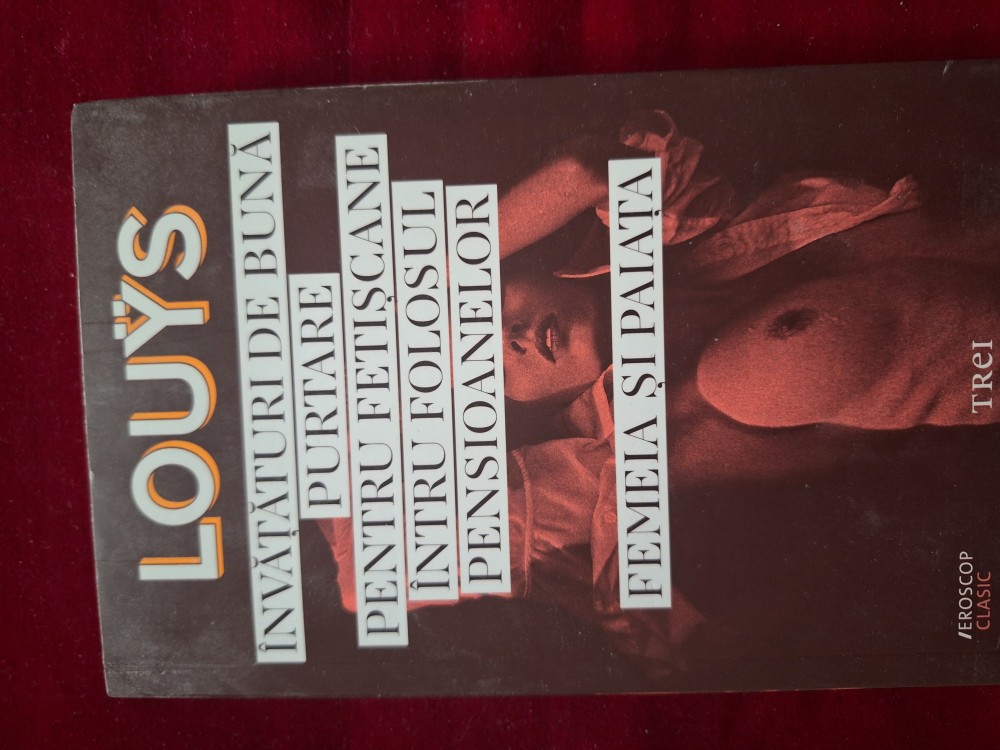 LOUŸS
ÎNVĂȚĂTURI DE BUNĂ
PURTARE
PENTRU FETIȘCANE
ÎNTRU FOLOSUL
PENSIOANELOR
FEMEIA ȘI PAIAȚA
EROSCOP
CLASIC
TREI